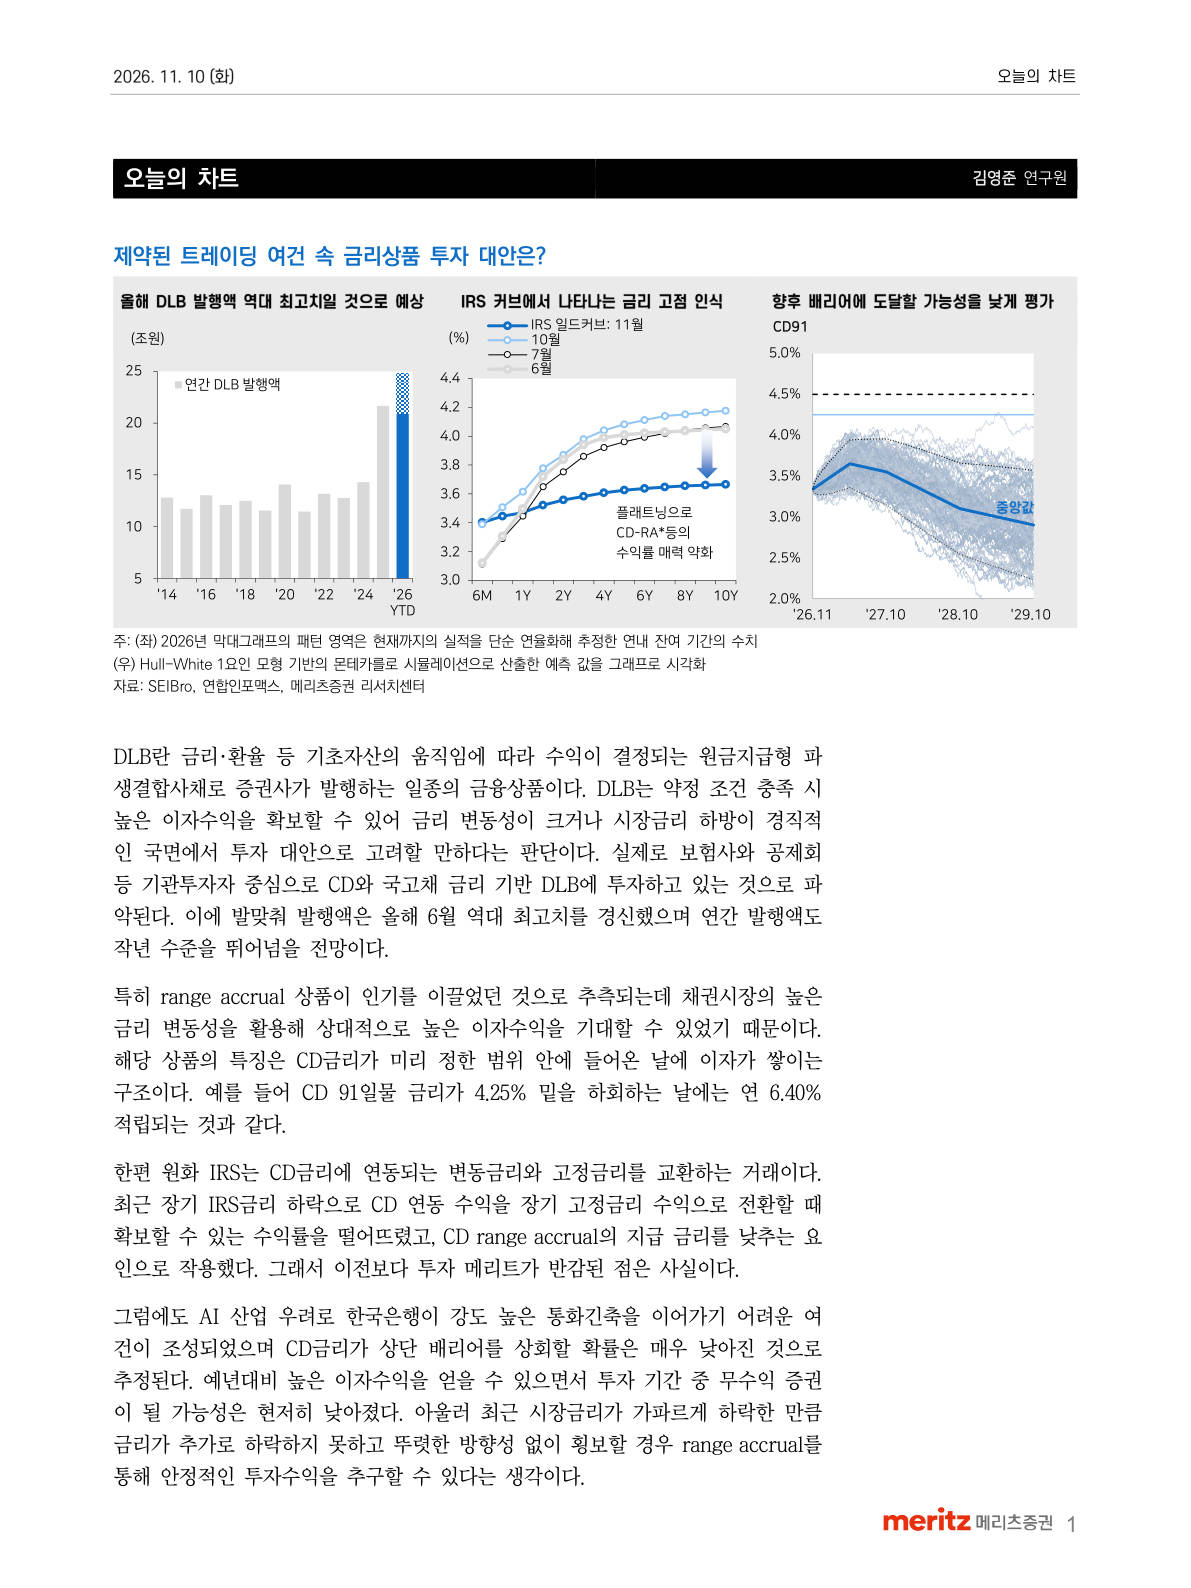 2026. 11. 10 (화)
오늘의 차트
오늘의 차트
김영준 연구원
제약된 트레이딩 여건 속 금리상품 투자 대안은?
올해 DLB 발행액 역대 최고치일 것으로 예상
(조원)
연간 DLB 발행액
25
20
15
10
5
'14 '16 '18 '20 '22 '24 '26
YTD
IRS 커브에서 나타나는 금리 고점 인식
(%)
IRS 일드커브: 11월
10월
7월
6월
4.4
4.2
4.0
3.8
3.6
3.4
3.2
3.0
플래트닝으로
CD-RA*등의
수익률 매력 약화
6M 1Y 2Y 4Y 6Y 8Y 10Y
향후 배리어에 도달할 가능성을 낮게 평가
CD91
5.0%
4.5%
4.0%
3.5%
3.0%
2.5%
2.0%
중앙값
'26.11 '27.10 '28.10 '29.10
주: (좌) 2026년 막대그래프의 패턴 영역은 현재까지의 실적을 단순 연율화해 추정한 연내 잔여 기간의 수치
(우) Hull-White 1요인 모형 기반의 몬테카를로 시뮬레이션으로 산출한 예측 값을 그래프로 시각화
자료: SEIBro, 연합인포맥스, 메리츠증권 리서치센터
DLB란 금리·환율 등 기초자산의 움직임에 따라 수익이 결정되는 원금지급형 파
생결합사채로 증권사가 발행하는 일종의 금융상품이다. DLB는 약정 조건 충족 시
높은 이자수익을 확보할 수 있어 금리 변동성이 크거나 시장금리 하방이 경직적
인 국면에서 투자 대안으로 고려할 만하다는 판단이다. 실제로 보험사와 공제회
등 기관투자자 중심으로 CD와 국고채 금리 기반 DLB에 투자하고 있는 것으로 파
악된다. 이에 발맞춰 발행액은 올해 6월 역대 최고치를 경신했으며 연간 발행액도
작년 수준을 뛰어넘을 전망이다.
특히 range accrual 상품이 인기를 이끌었던 것으로 추측되는데 채권시장의 높은
금리 변동성을 활용해 상대적으로 높은 이자수익을 기대할 수 있었기 때문이다.
해당 상품의 특징은 CD금리가 미리 정한 범위 안에 들어온 날에 이자가 쌓이는
구조이다. 예를 들어 CD 91일물 금리가 4.25% 밑을 하회하는 날에는 연 6.40%
적립되는 것과 같다.
한편 원화 IRS는 CD금리에 연동되는 변동금리와 고정금리를 교환하는 거래이다.
최근 장기 IRS금리 하락으로 CD 연동 수익을 장기 고정금리 수익으로 전환할 때
확보할 수 있는 수익률을 떨어뜨렸고, CD range accrual의 지급 금리를 낮추는 요
인으로 작용했다. 그래서 이전보다 투자 메리트가 반감된 점은 사실이다.
그럼에도 AI 산업 우려로 한국은행이 강도 높은 통화긴축을 이어가기 어려운 여
건이 조성되었으며 CD금리가 상단 배리어를 상회할 확률은 매우 낮아진 것으로
추정된다. 예년대비 높은 이자수익을 얻을 수 있으면서 투자 기간 중 무수익 증권
이 될 가능성은 현저히 낮아졌다. 아울러 최근 시장금리가 가파르게 하락한 만큼
금리가 추가로 하락하지 못하고 뚜렷한 방향성 없이 횡보할 경우 range accrual를
통해 안정적인 투자수익을 추구할 수 있다는 생각이다.
meritz 메리츠증권 1